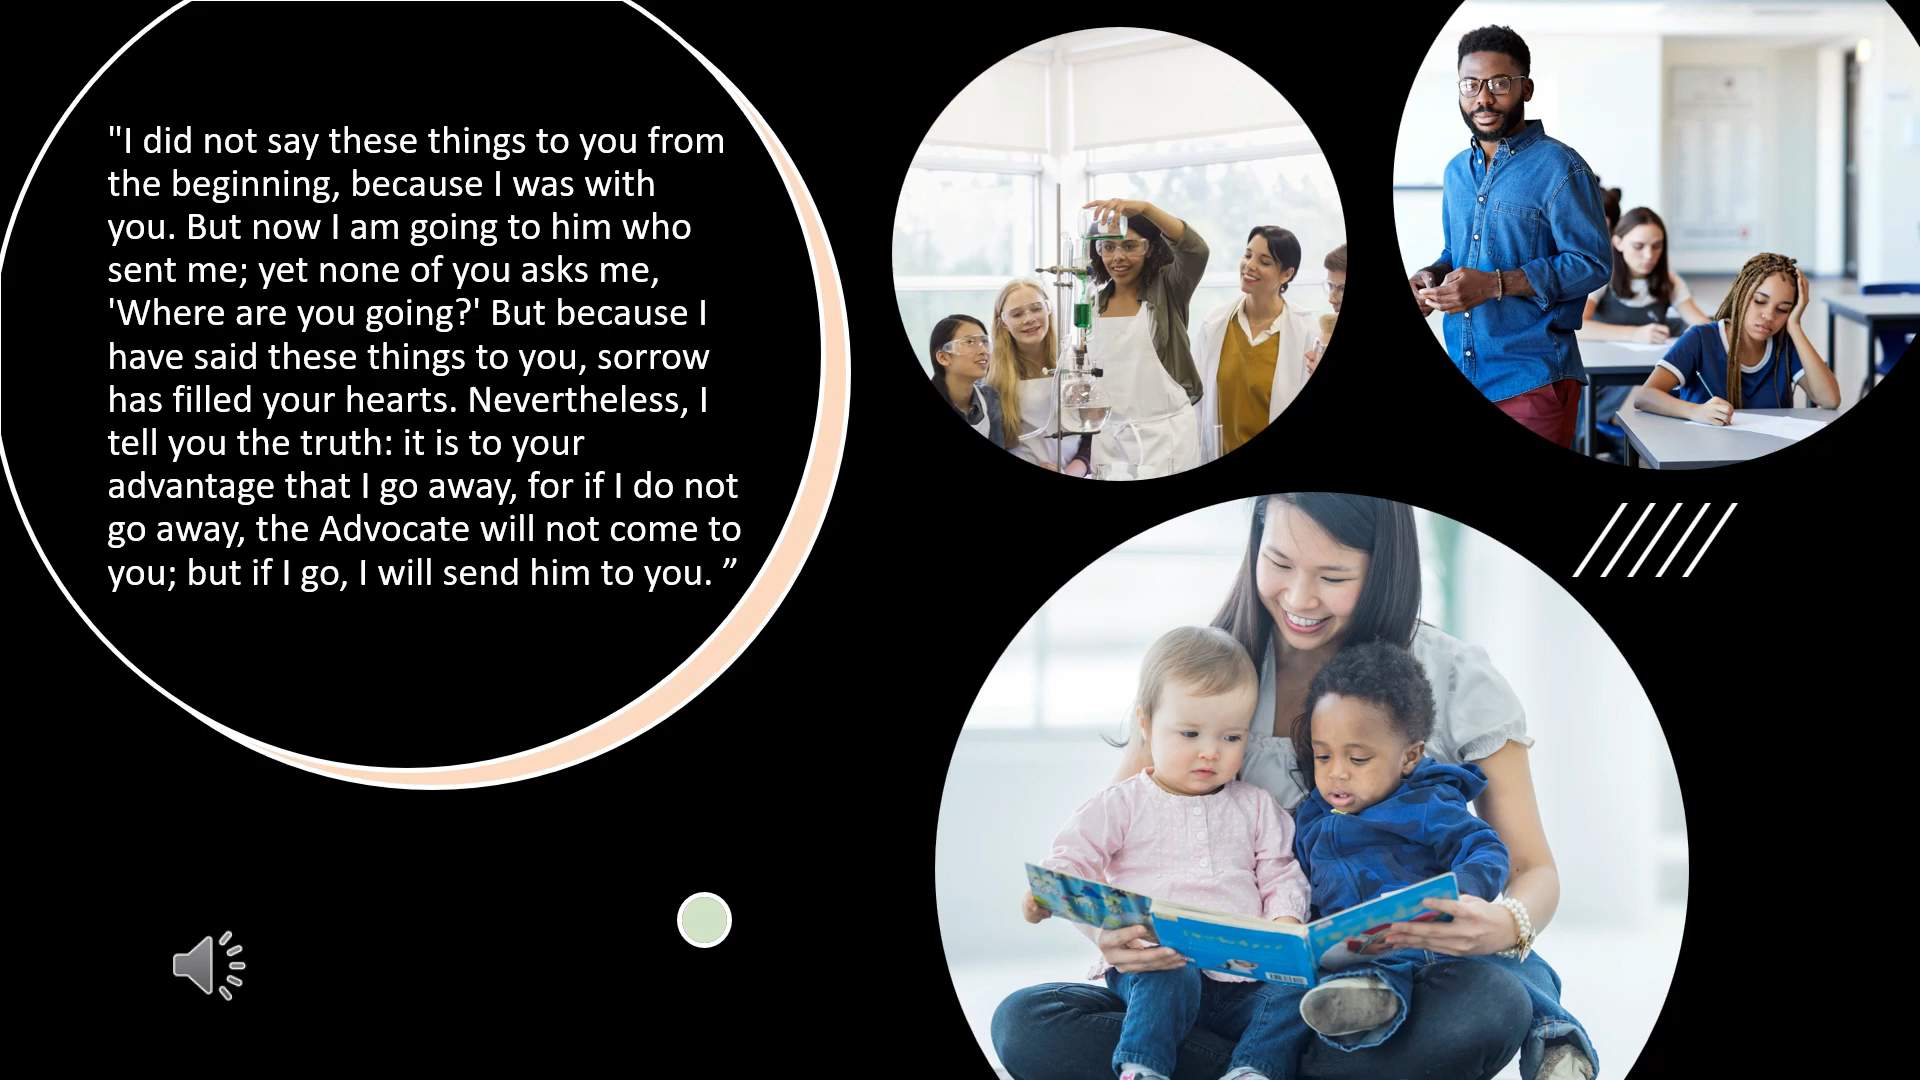 "I did not say these things to you from
the beginning, because I was with
you. But now I am going to him who
sent me; yet none of you asks me,
'Where are you going?' But because I
have said these things to you, sorrow
has filled your hearts. Nevertheless, I
tell you the truth: it is to your
advantage that I go away, for if I do not
go away, the Advocate will not come to
you; but if I go, I will send him to you. ”